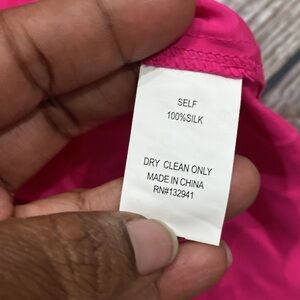 SELF
100%SILK
DRY CLEAN ONLY
MADE IN CHINA
RN#132941